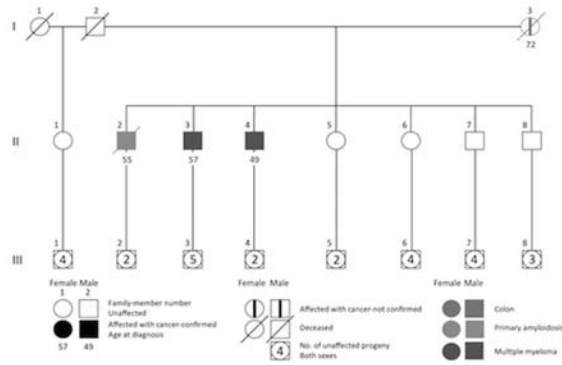 1 2 3
I
72
1 2 3 4 5 6 7 8
II
55 57 49
1 2 3 4 5 6 7 8
III
4 2 5 2 2 4 4 3
Female Male
1 2
Family-member number
Unaffected
Affected with cancer-confirmed
Age at diagnosis
57 49
Female Male
Affected with cancer-not confirmed
Deceased
4
No. of unaffected progeny
Both sexes
Female Male
Colon
Primary amyloidosis
Multiple myeloma